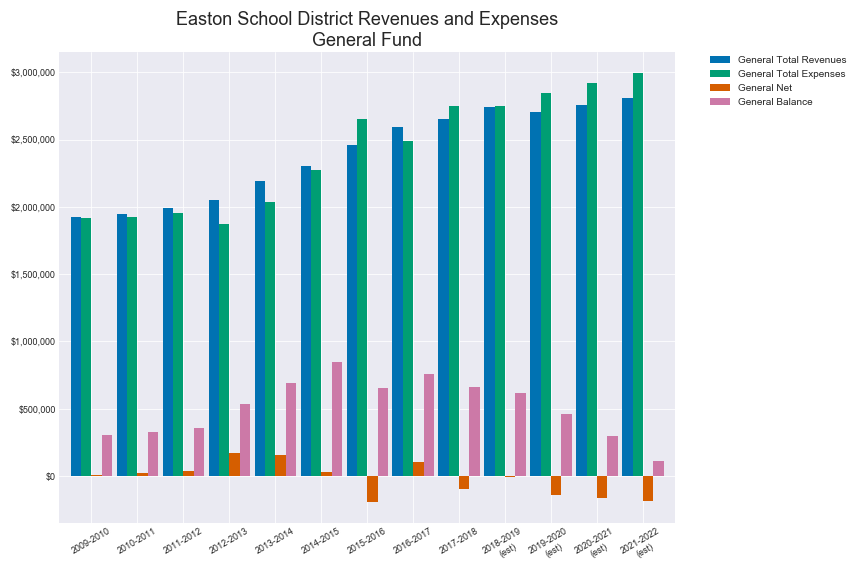 Easton School District Revenues and Expenses
General Fund
General Total Revenues
General Total Expenses
General Net
General Balance
$3,000,000
$2,500,000
$2,000,000
$1,500,000
$1,000,000
$500,000
$0
2009-2010
2010-2011
2011-2012
2012-2013
2013-2014
2014-2015
2015-2016
2016-2017
2017-2018
2018-2019
(est)
2019-2020
(est)
2020-2021
(est)
2021-2022
(est)